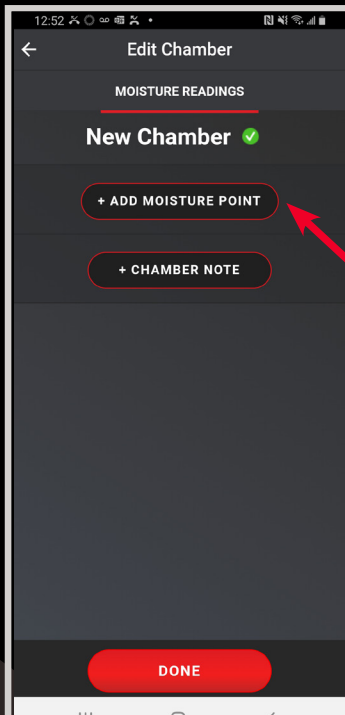 12:52
Edit Chamber
MOISTURE READINGS
New Chamber
+ ADD MOISTURE POINT
+ CHAMBER NOTE
DONE